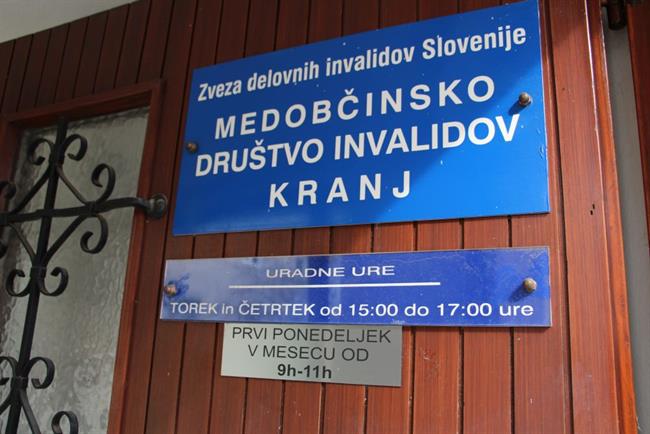 Zveza delovnih invalidov Slovenije
MEDOBČINSKO
DRUŠTVO INVALIDOV
KRANJ
URADNE URE
TOREK in ČETRTEK od 15:00 do 17:00 ure
PRVI PONEDELJEK
V MESECU OD
9h-11h